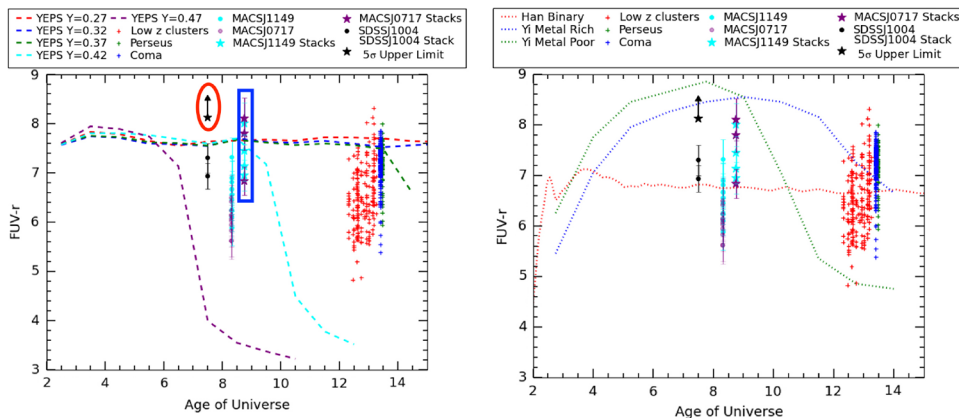 YEPS Y=0.27
YEPS Y=0.32
YEPS Y=0.37
YEPS Y=0.42
YEPS Y=0.47
Low z clusters
Perseus
Coma
MACSJ1149
MACSJ0717
MACSJ1149 Stacks
MACSJ0717 Stacks
SDSSJ1004
SDSSJ1004 Stack
5σ Upper Limit
9
8
7
6
5
4
3
FUV-r
2 4 6 8 10 12 14
Age of Universe
Han Binary
Yi Metal Rich
Yi Metal Poor
Low z clusters
Perseus
Coma
MACSJ1149
MACSJ0717
MACSJ1149 Stacks
MACSJ0717 Stacks
SDSSJ1004
SDSSJ1004 Stack
5σ Upper Limit
9
8
7
6
5
4
3
FUV-r
2 4 6 8 10 12 14
Age of Universe